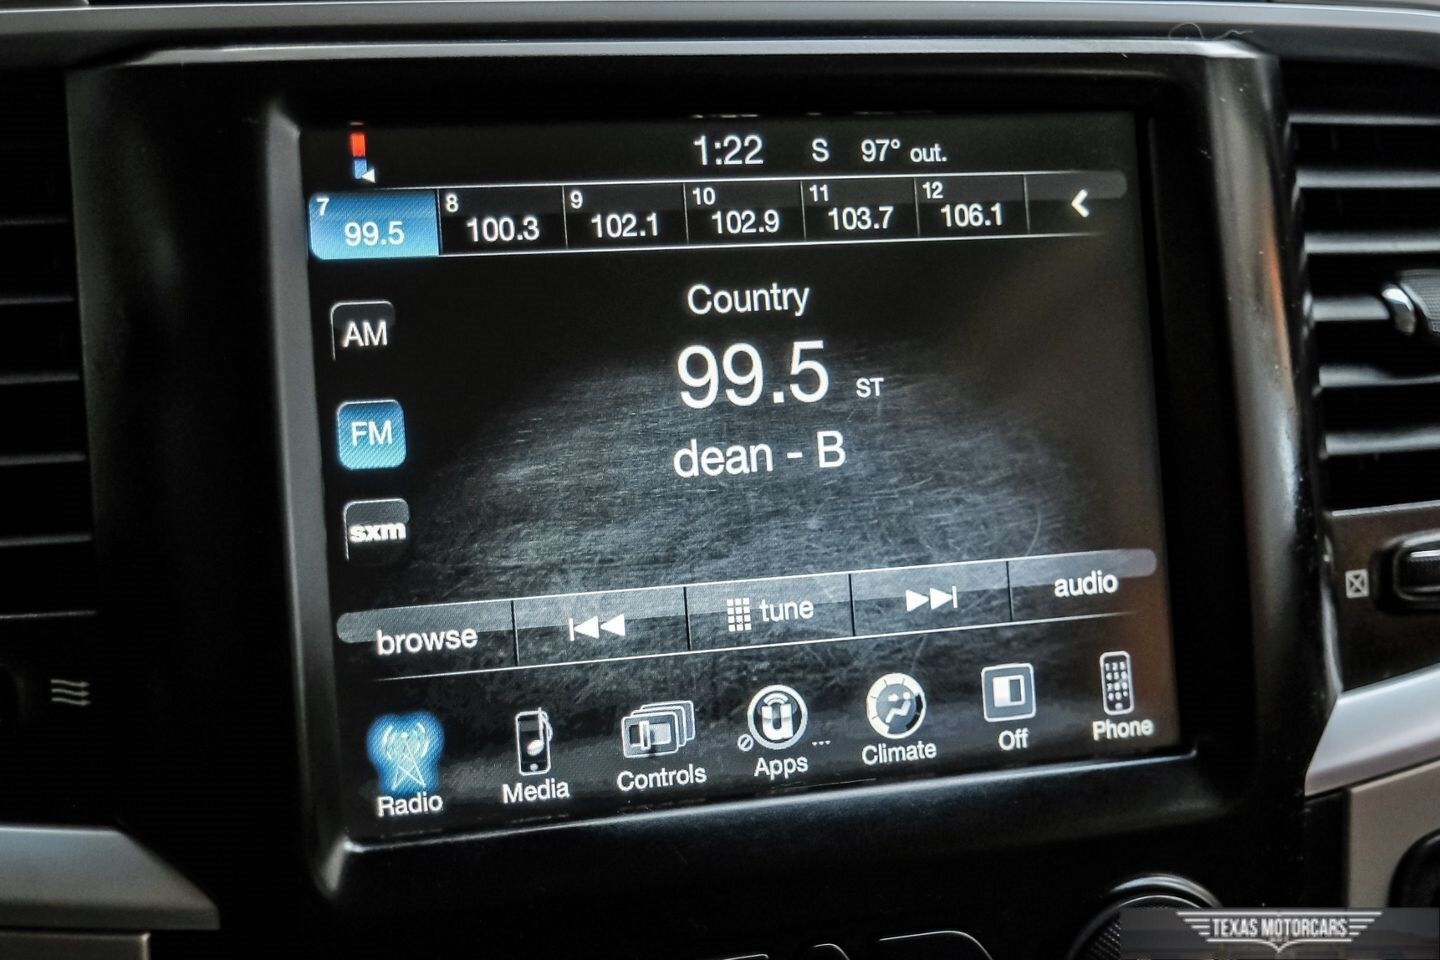 1:22 S 97° out.
7 99.5 8 100.3 9 102.1 10 102.9 11 103.7 12 106.1
Country
AM
99.5 ST
FM
dean - B
sxm
browse tune audio
Radio Media Controls Apps ... Climate Off Phone
TEXAS MOTORCARS